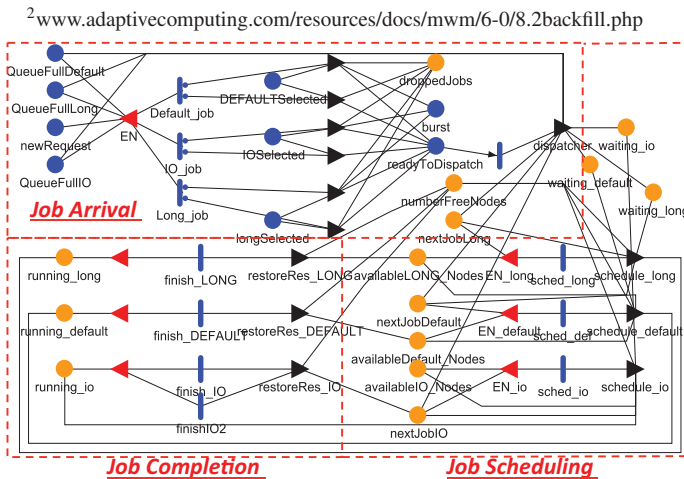 2www.adaptivecomputing.com/resources/docs/mwm/6-0/8.2backfill.php
QueueFullDefault
QueueFullLong
newRequest
QueueFullIO
EN
Default_job
IO_job
Long_job
DEFAULTSelected
IOSelected
longSelected
droppedJobs
burst
readyToDispatch
dispatcher_waiting_io
waiting_default
waiting_long
numberFreeNodes
nextJobLong
Job Arrival
running_long
finish_LONG
restoreRes_LONG
availableLONG_Nodes
EN_long
sched_long
schedule_long
running_default
finish_DEFAULT
restoreRes_DEFAULT
nextJobDefault
EN_default
sched_def
schedule_default
availableDefault_Nodes
running_io
finish_IO
restoreRes_IO
availableIO_Nodes
EN_io
sched_io
schedule_io
finishIO2
nextJobIO
Job Completion
Job Scheduling